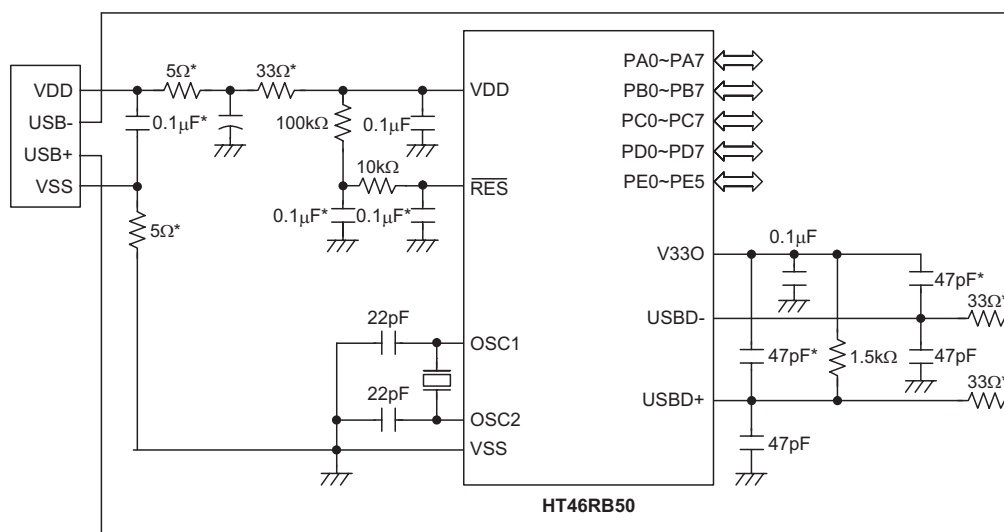 VDD
USB-
USB+
VSS
5Ω*
33Ω*
0.1μF*
100kΩ
0.1μF
10kΩ
0.1μF*
0.1μF*
5Ω*
22pF
22pF
VDD
RES
OSC1
OSC2
VSS
PA0~PA7
PB0~PB7
PC0~PC7
PD0~PD7
PE0~PE5
V33O
USBD-
USBD+
0.1μF
47pF*
33Ω*
47pF*
1.5kΩ
47pF
33Ω*
47pF
HT46RB50